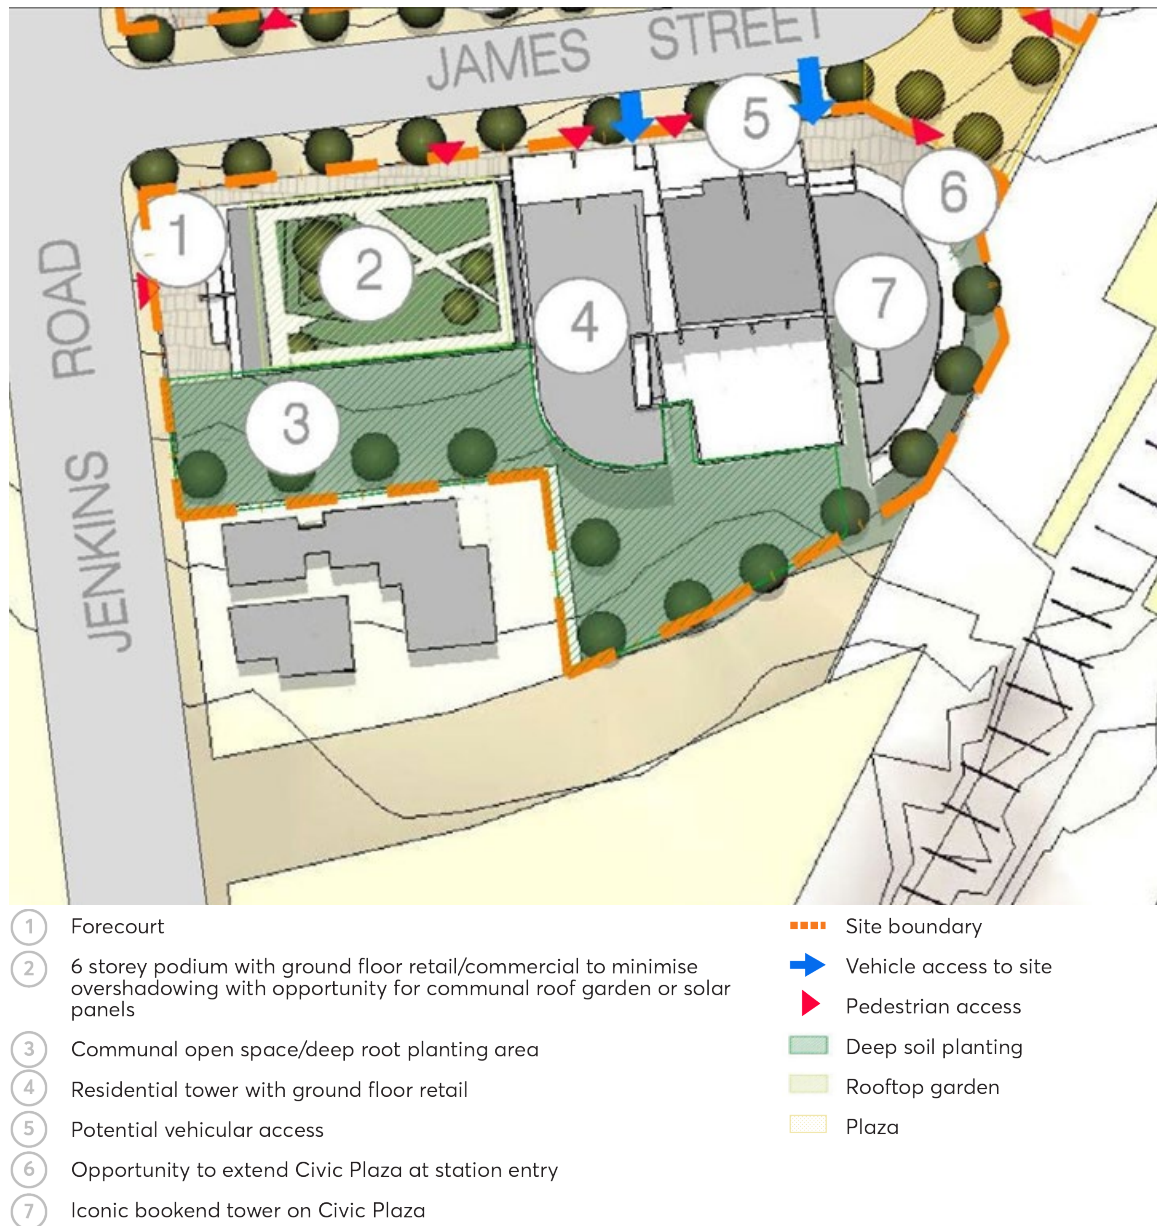 JAMES STREET
JENKINS ROAD
1
2
3
4
5
6
7
1 Forecourt
2 6 storey podium with ground floor retail/commercial to minimise
overshadowing with opportunity for communal roof garden or solar
panels
3 Communal open space/deep root planting area
4 Residential tower with ground floor retail
5 Potential vehicular access
6 Opportunity to extend Civic Plaza at station entry
7 Iconic bookend tower on Civic Plaza
Site boundary
Vehicle access to site
Pedestrian access
Deep soil planting
Rooftop garden
Plaza